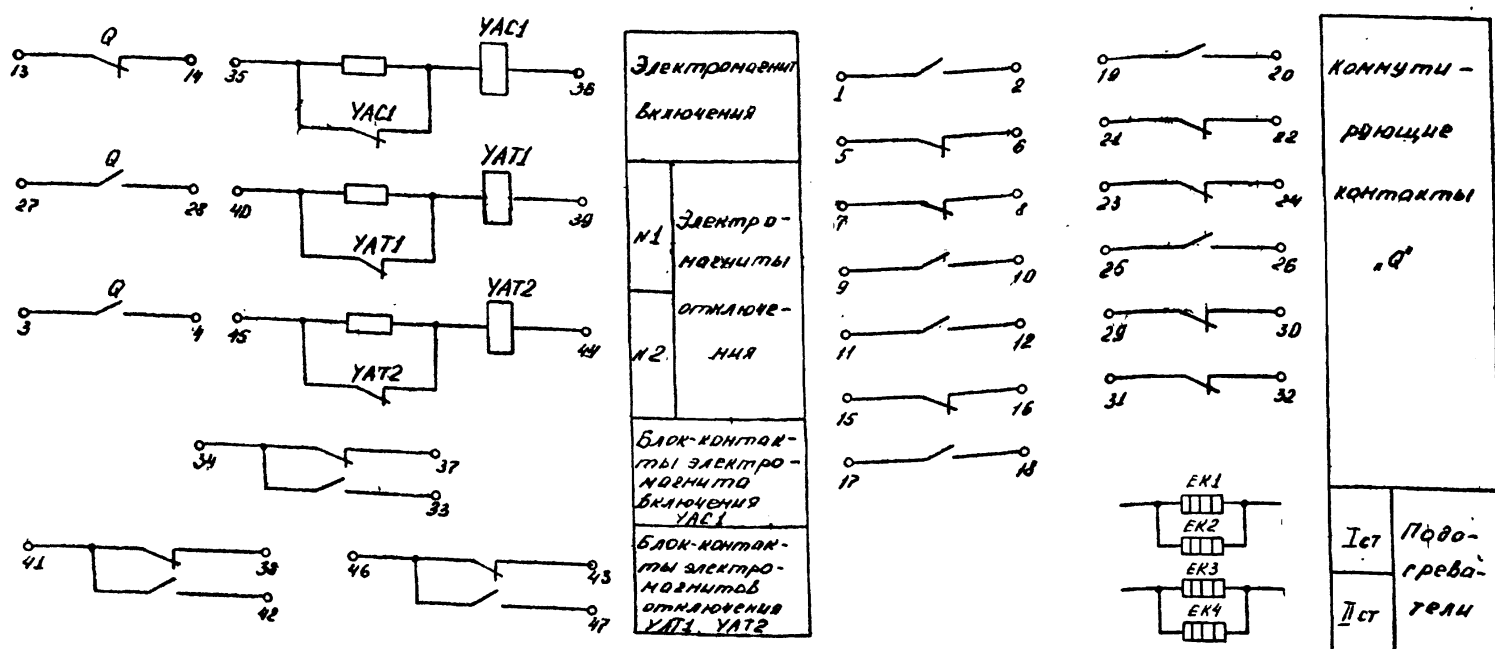 Q
13
14
35
YAC1
36
YAC1
Электромагнит
включения
Q
27
28
40
YAT1
39
YAT1
Q
3
4
45
YAT2
44
YAT2
N1
N2
Электро-
магниты
отключе-
ния
34
37
33
Блок-контак-
ты электро-
магнита
включения
YAC1
41
38
42
46
43
47
Блок-контак-
ты электро-
магнитов
отключения
YAT1, YAT2
1
2
5
6
7
8
9
10
11
12
15
16
17
18
19
20
21
22
23
24
25
26
29
30
31
32
коммути-
рующие
контакты
„Q"
EK1
EK2
EK3
EK4
I ст
II ст
Подо-
грева-
тели